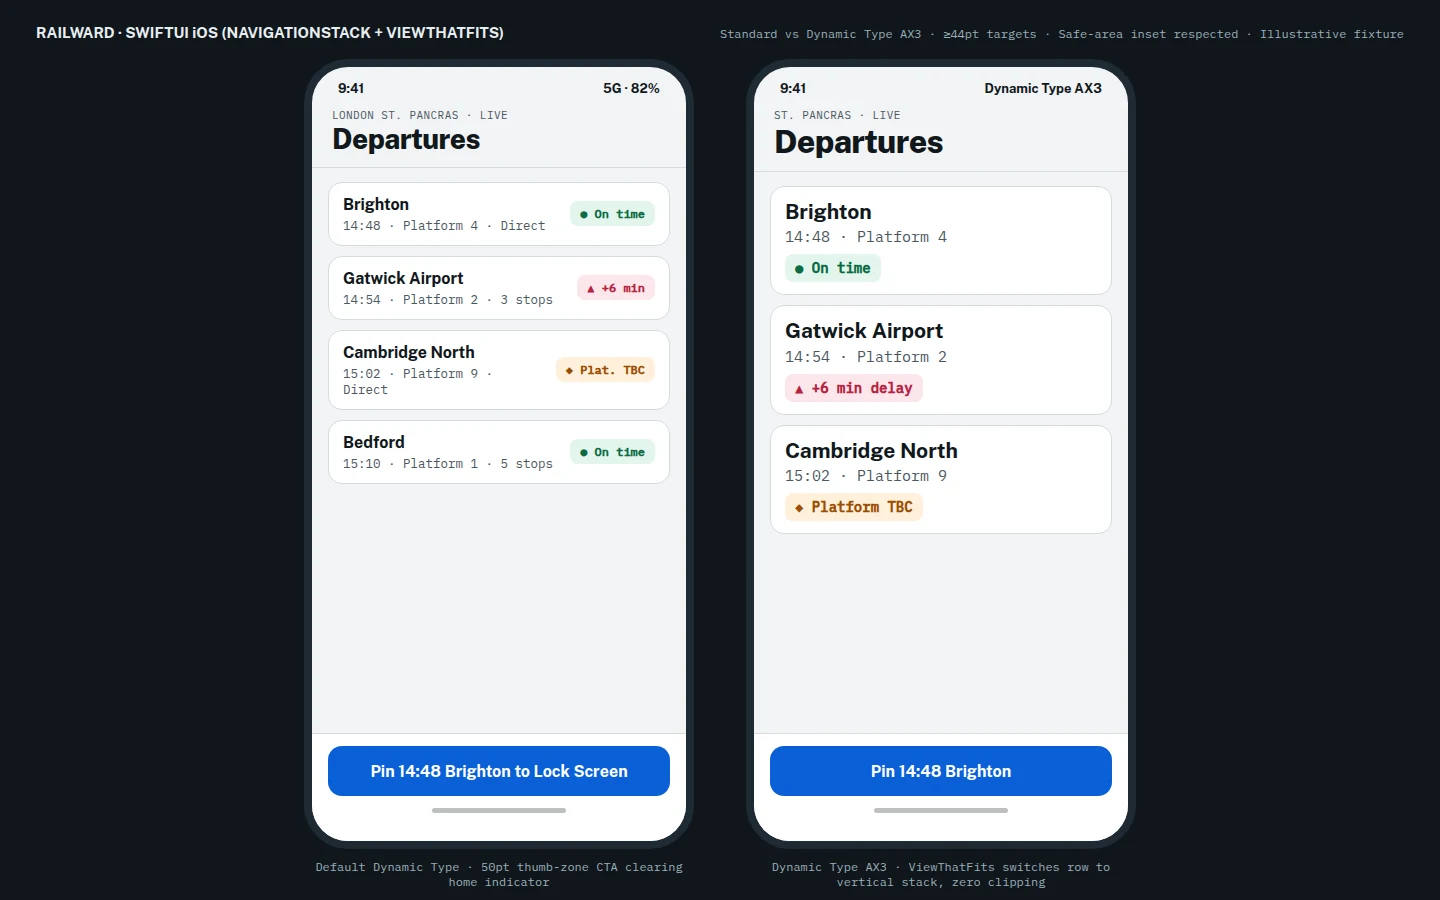 RAILWARD · SWIFTUI iOS (NAVIGATIONSTACK + VIEWTHATFITS)
Standard vs Dynamic Type AX3 · ≥44pt targets · Safe-area inset respected · Illustrative fixture
9:41
5G · 82%
LONDON ST. PANCRAS · LIVE
Departures
Brighton
14:48 · Platform 4 · Direct
● On time
Gatwick Airport
14:54 · Platform 2 · 3 stops
▲ +6 min
Cambridge North
15:02 · Platform 9 ·
Direct
◆ Plat. TBC
Bedford
15:10 · Platform 1 · 5 stops
● On time
Pin 14:48 Brighton to Lock Screen
Default Dynamic Type · 50pt thumb-zone CTA clearing
home indicator
9:41
Dynamic Type AX3
ST. PANCRAS · LIVE
Departures
Brighton
14:48 · Platform 4
● On time
Gatwick Airport
14:54 · Platform 2
▲ +6 min delay
Cambridge North
15:02 · Platform 9
◆ Platform TBC
Pin 14:48 Brighton
Dynamic Type AX3 · ViewThatFits switches row to
vertical stack, zero clipping